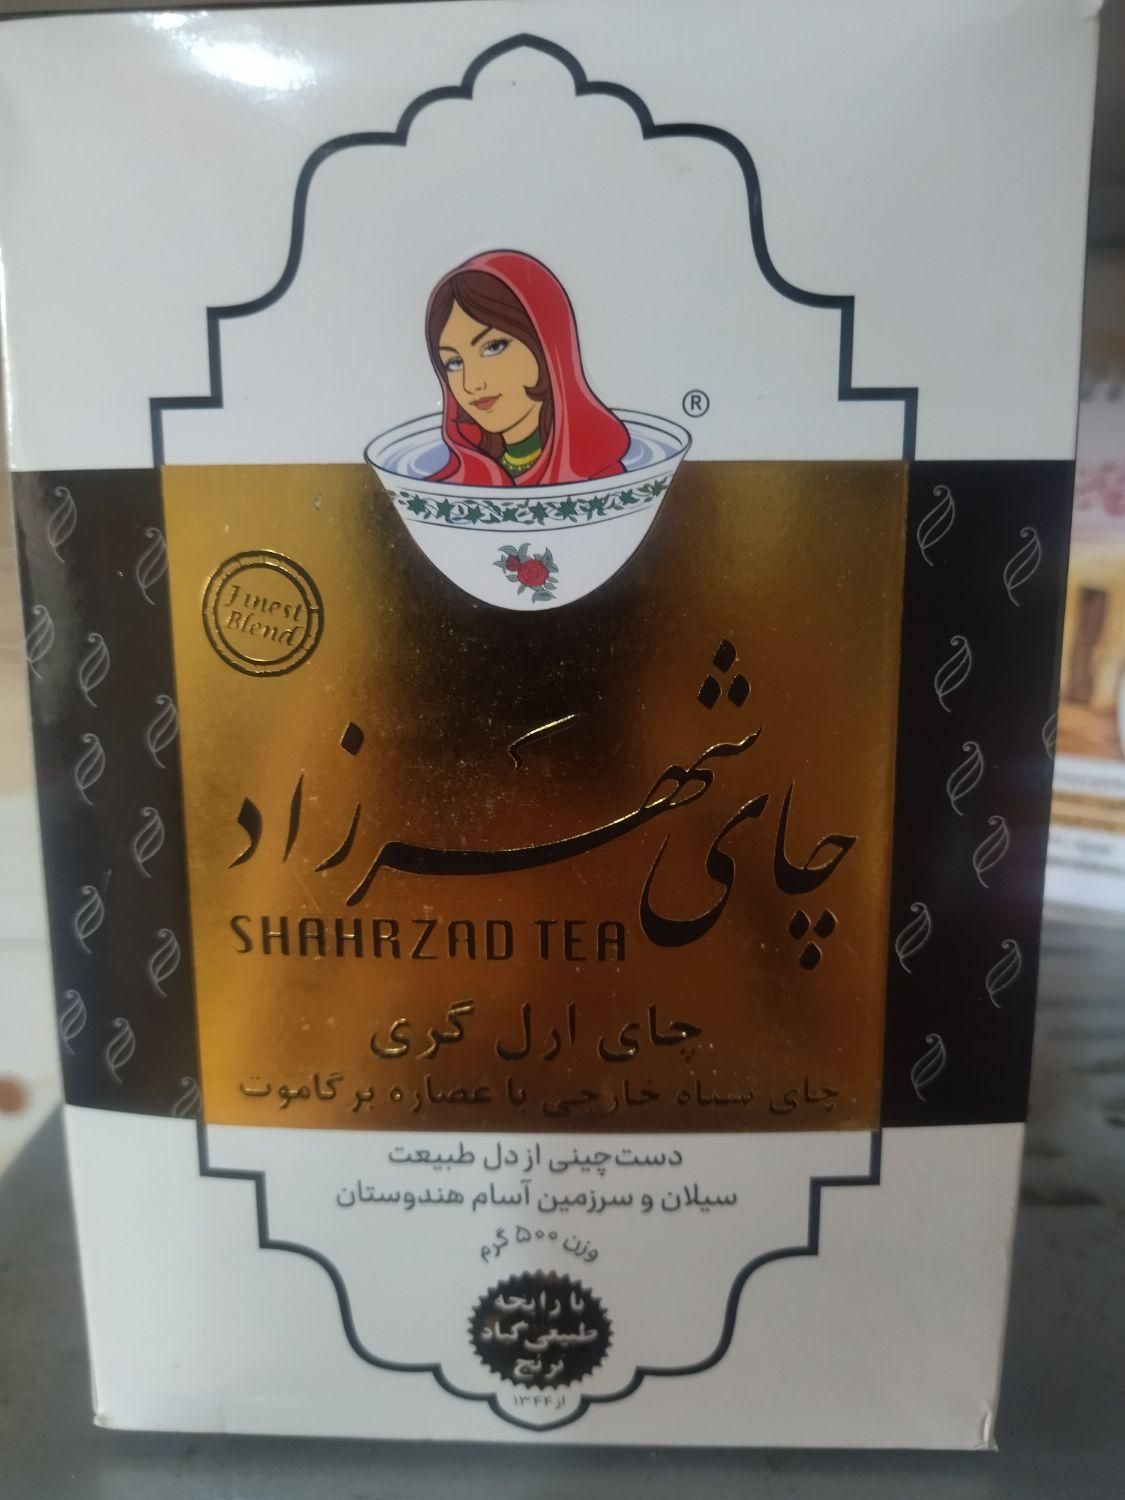 ®
Finest
Blend
چای شهرزاد
SHAHRZAD TEA
چای ارل گری
چای سیاه خارجی با عصاره برگاموت
دست‌چینی از دل طبیعت
سیلان و سرزمین آسام هندوستان
وزن ۵۰۰ گرم
با رایحه
طبیعی گیاه
ترنج
از ۱۳۴۴